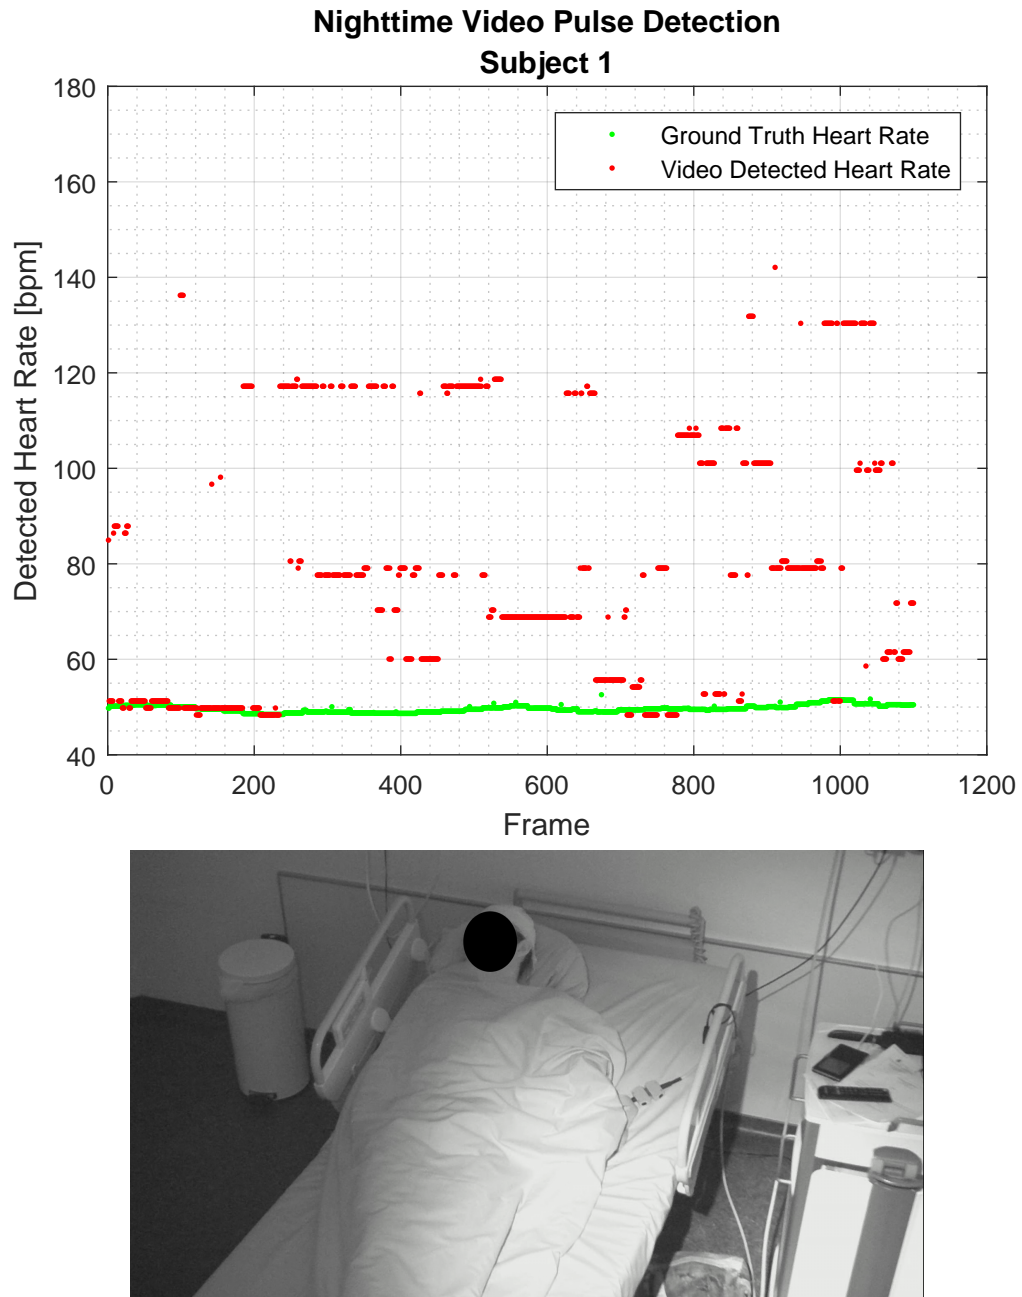 Nighttime Video Pulse Detection
Subject 1
180
160
140
120
100
80
60
40
Detected Heart Rate [bpm]
Ground Truth Heart Rate
Video Detected Heart Rate
0
200
400
600
800
1000
1200
Frame